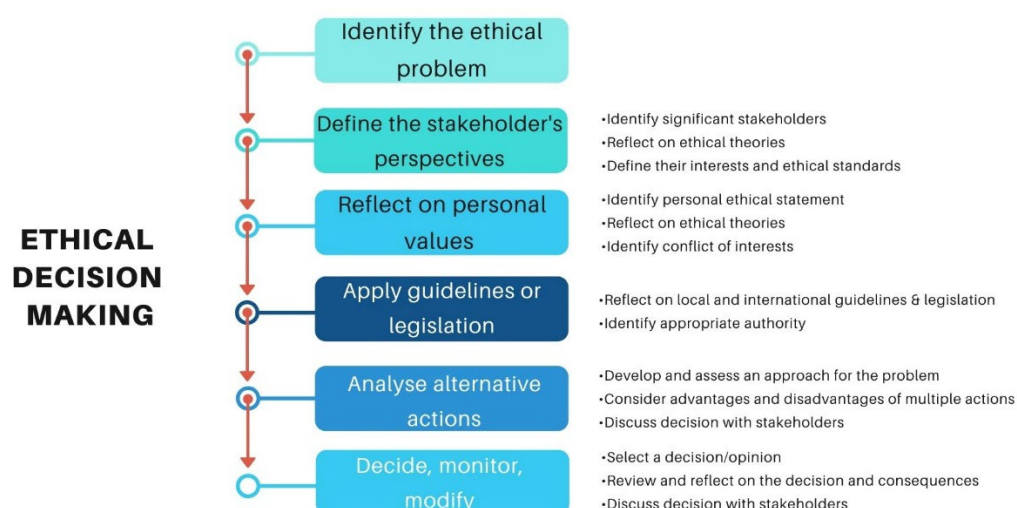 Identify the ethical
problem
Define the stakeholder's
perspectives
•Identify significant stakeholders
•Reflect on ethical theories
•Define their interests and ethical standards
Reflect on personal
values
•Identify personal ethical statement
•Reflect on ethical theories
•Identify conflict of interests
ETHICAL
DECISION
MAKING
Apply guidelines or
legislation
•Reflect on local and international guidelines & legislation
•Identify appropriate authority
Analyse alternative
actions
•Develop and assess an approach for the problem
•Consider advantages and disadvantages of multiple actions
•Discuss decision with stakeholders
Decide, monitor,
modify
•Select a decision/opinion
•Review and reflect on the decision and consequences
•Discuss decision with stakeholders